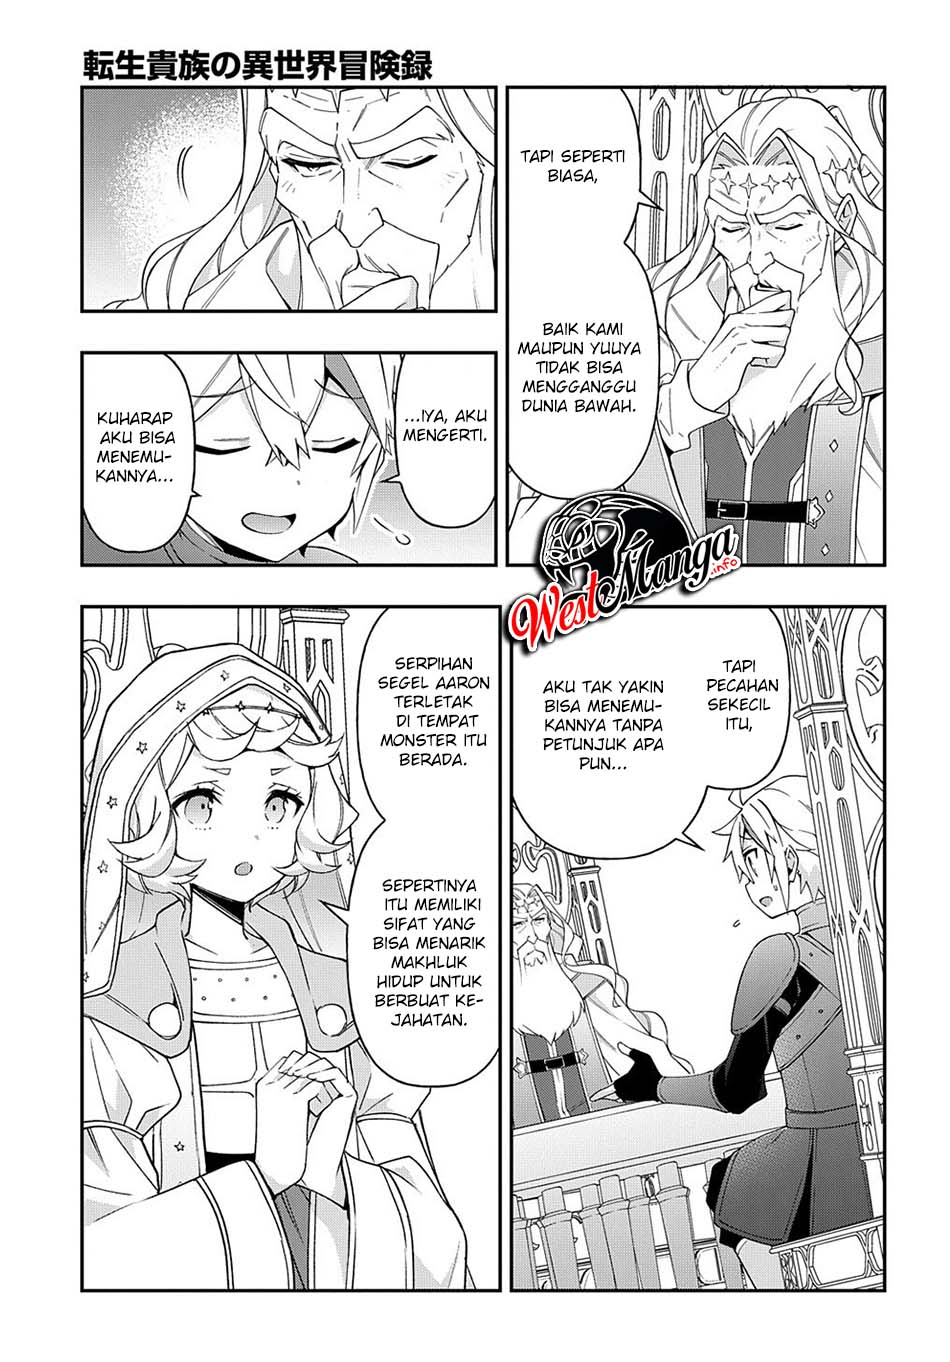 転生貴族の異世界冒険録
TAPI SEPERTI
BIASA,
BAIK KAMI
MAUPUN YUUYA
TIDAK BISA
MENGGANGGU
DUNIA BAWAH.
...IYA, AKU
MENGERTI.
KUHARAP
AKU BISA
MENEMU-
KANNYA...
WestManga
.info
TAPI
PECAHAN
SEKECIL
ITU,
AKU TAK YAKIN
BISA MENEMU-
KANNYA TANPA
PETUNJUK APA
PUN...
SERPIHAN
SEGEL AARON
TERLETAK
DI TEMPAT
MONSTER ITU
BERADA.
SEPERTINYA
ITU MEMILIKI
SIFAT YANG
BISA MENARIK
MAKHLUK
HIDUP UNTUK
BERBUAT KE-
JAHATAN.